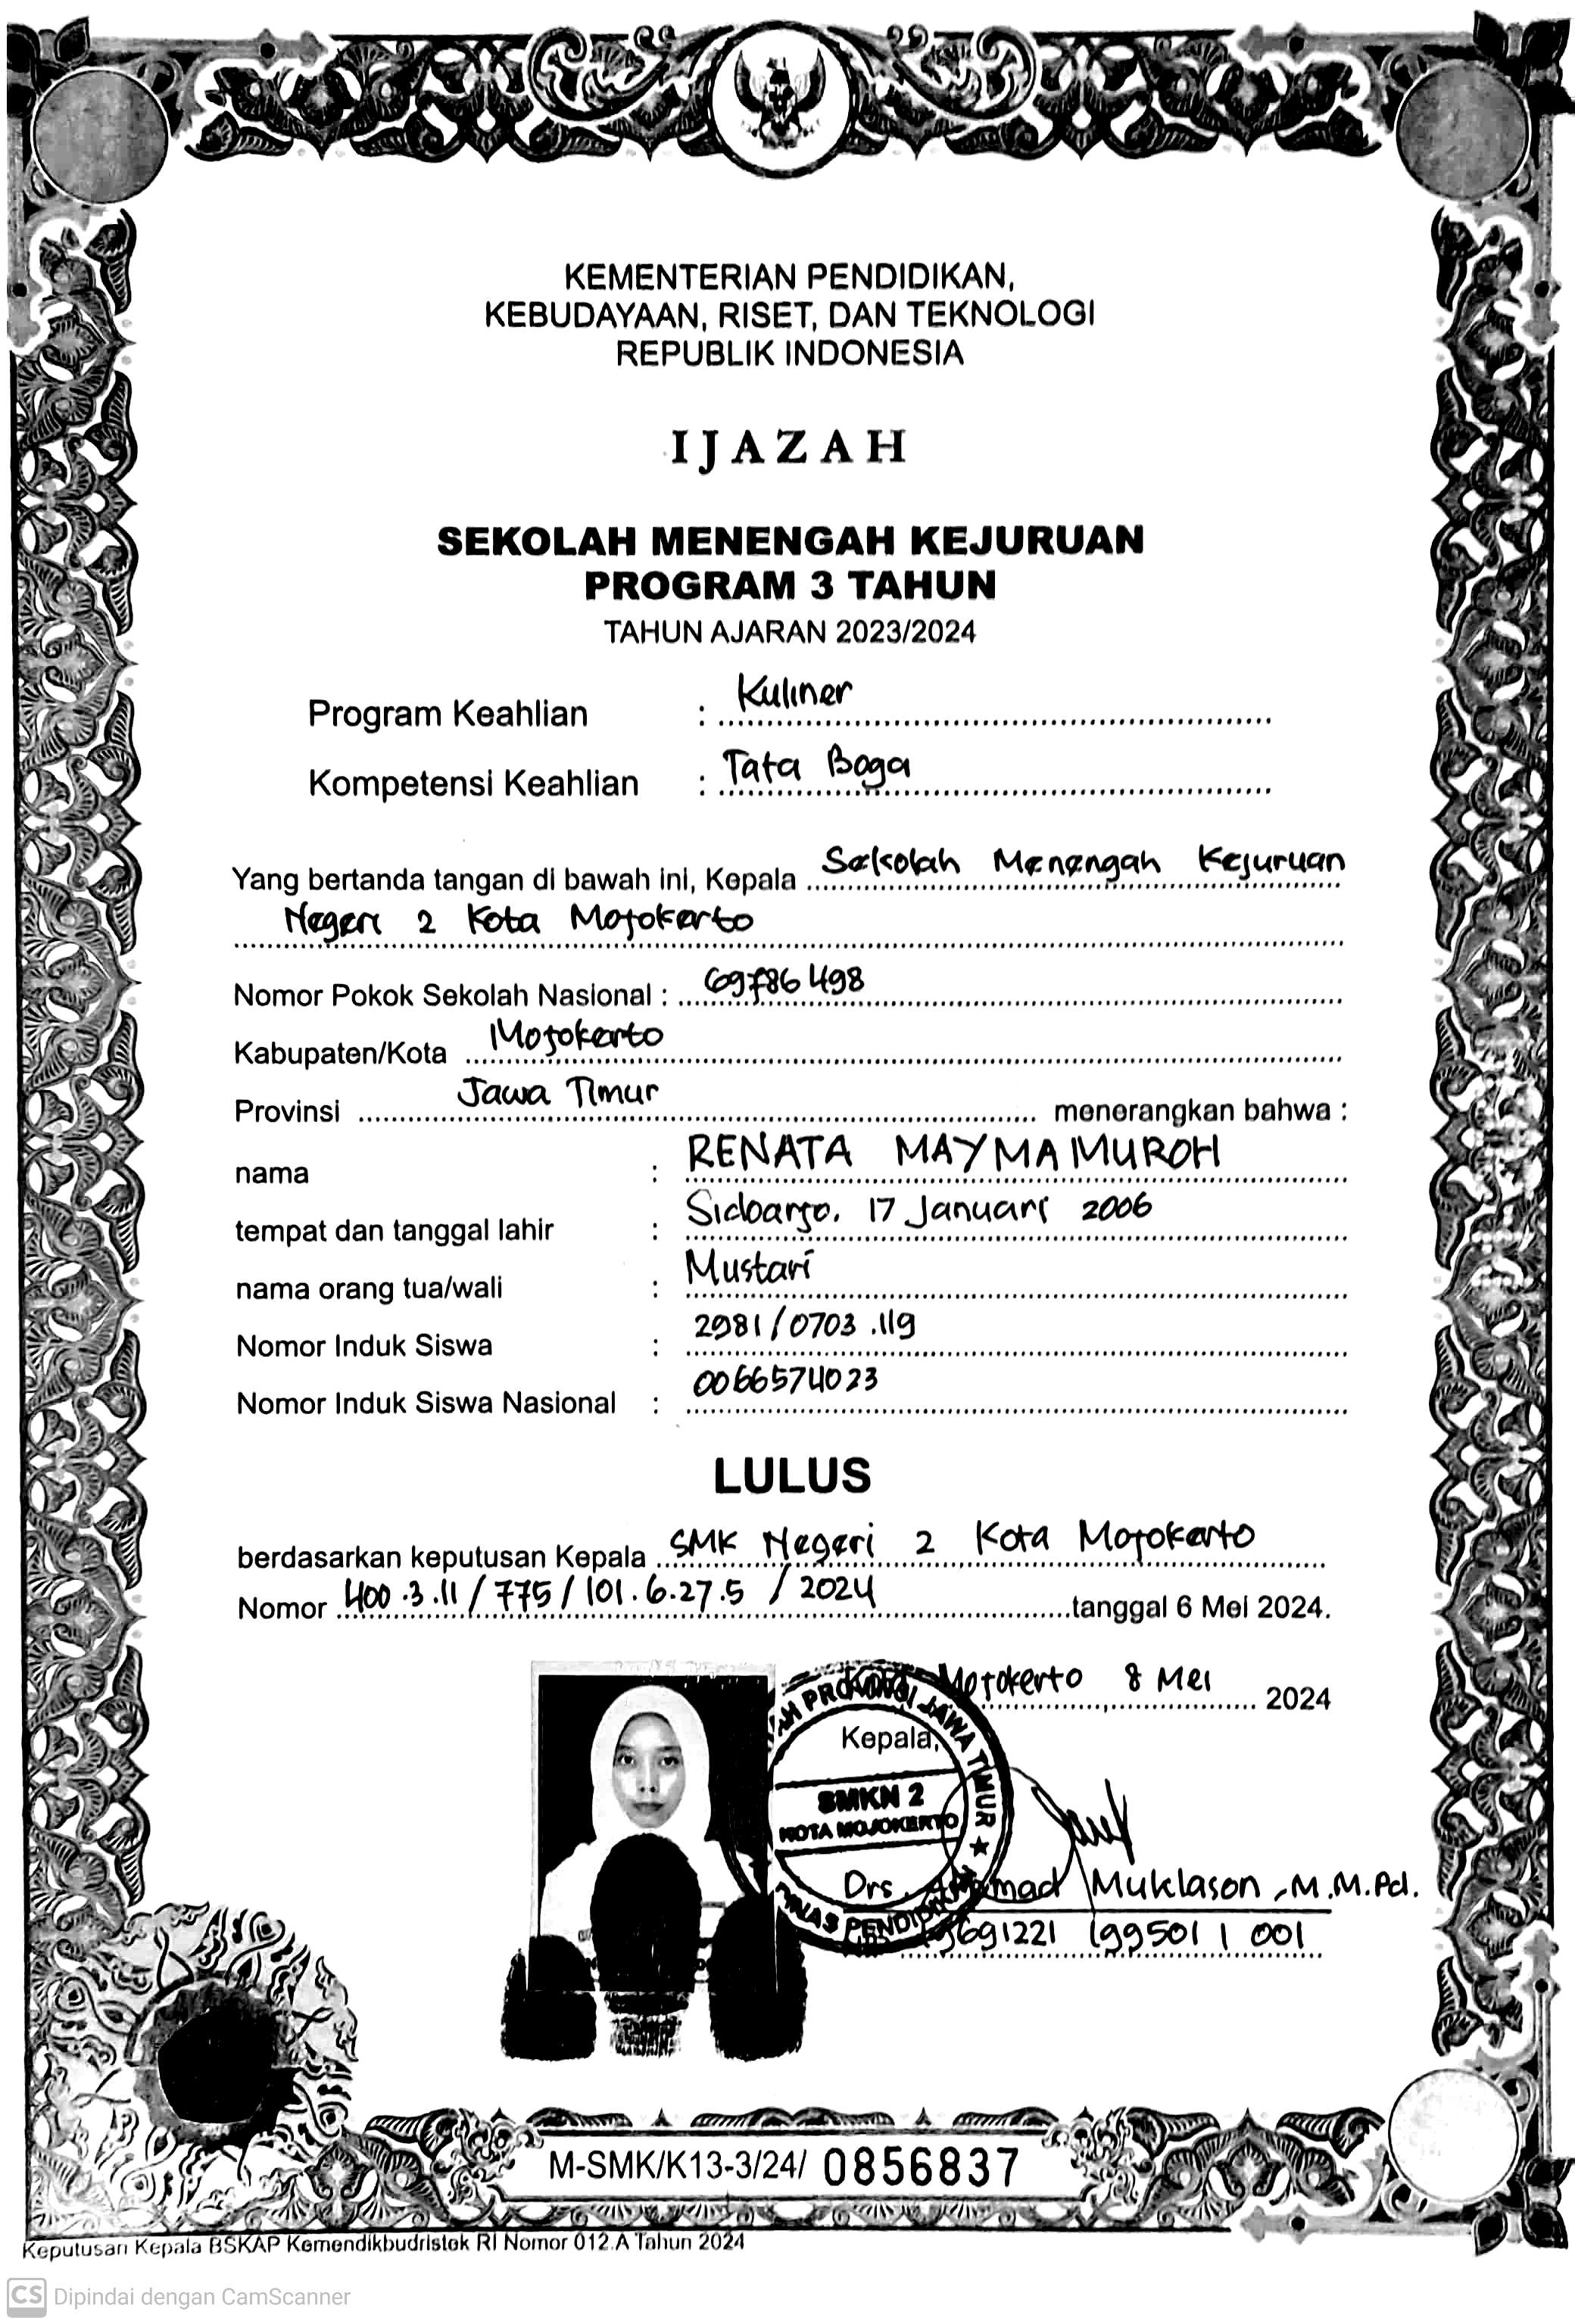 KEMENTERIAN PENDIDIKAN,
KEBUDAYAAN, RISET, DAN TEKNOLOGI
REPUBLIK INDONESIA
IJAZAH
SEKOLAH MENENGAH KEJURUAN
PROGRAM 3 TAHUN
TAHUN AJARAN 2023/2024
Program Keahlian : Kuliner
Kompetensi Keahlian : Tata Boga
Yang bertanda tangan di bawah ini, Kepala Sekolah Menengah Kejuruan
Negeri 2 Kota Mojokerto
Nomor Pokok Sekolah Nasional : 69786498
Kabupaten/Kota Mojokerto
Provinsi Jawa Timur menerangkan bahwa :
nama : RENATA MAYMAMUROH
tempat dan tanggal lahir : Sidoarjo, 17 Januari 2006
nama orang tua/wali : Mustari
Nomor Induk Siswa : 2981/0703.119
Nomor Induk Siswa Nasional : 0066574023
LULUS
berdasarkan keputusan Kepala SMK Negeri 2 Kota Mojokerto
Nomor 400.3.11/775/101.6.27.5/2024 tanggal 6 Mei 2024.
Kota Mojokerto 8 Mei 2024
Kepala,
PROVINSI JAWA TIMUR
SMKN 2
KOTA MOJOKERTO
DINAS PENDIDIKAN
Drs. Muklason, M.M.Pd.
19691221 199501 1 001
M-SMK/K13-3/24/ 0856837
Keputusan Kepala BSKAP Kemendikbudristek RI Nomor 012.A Tahun 2024
CS Dipindai dengan CamScanner